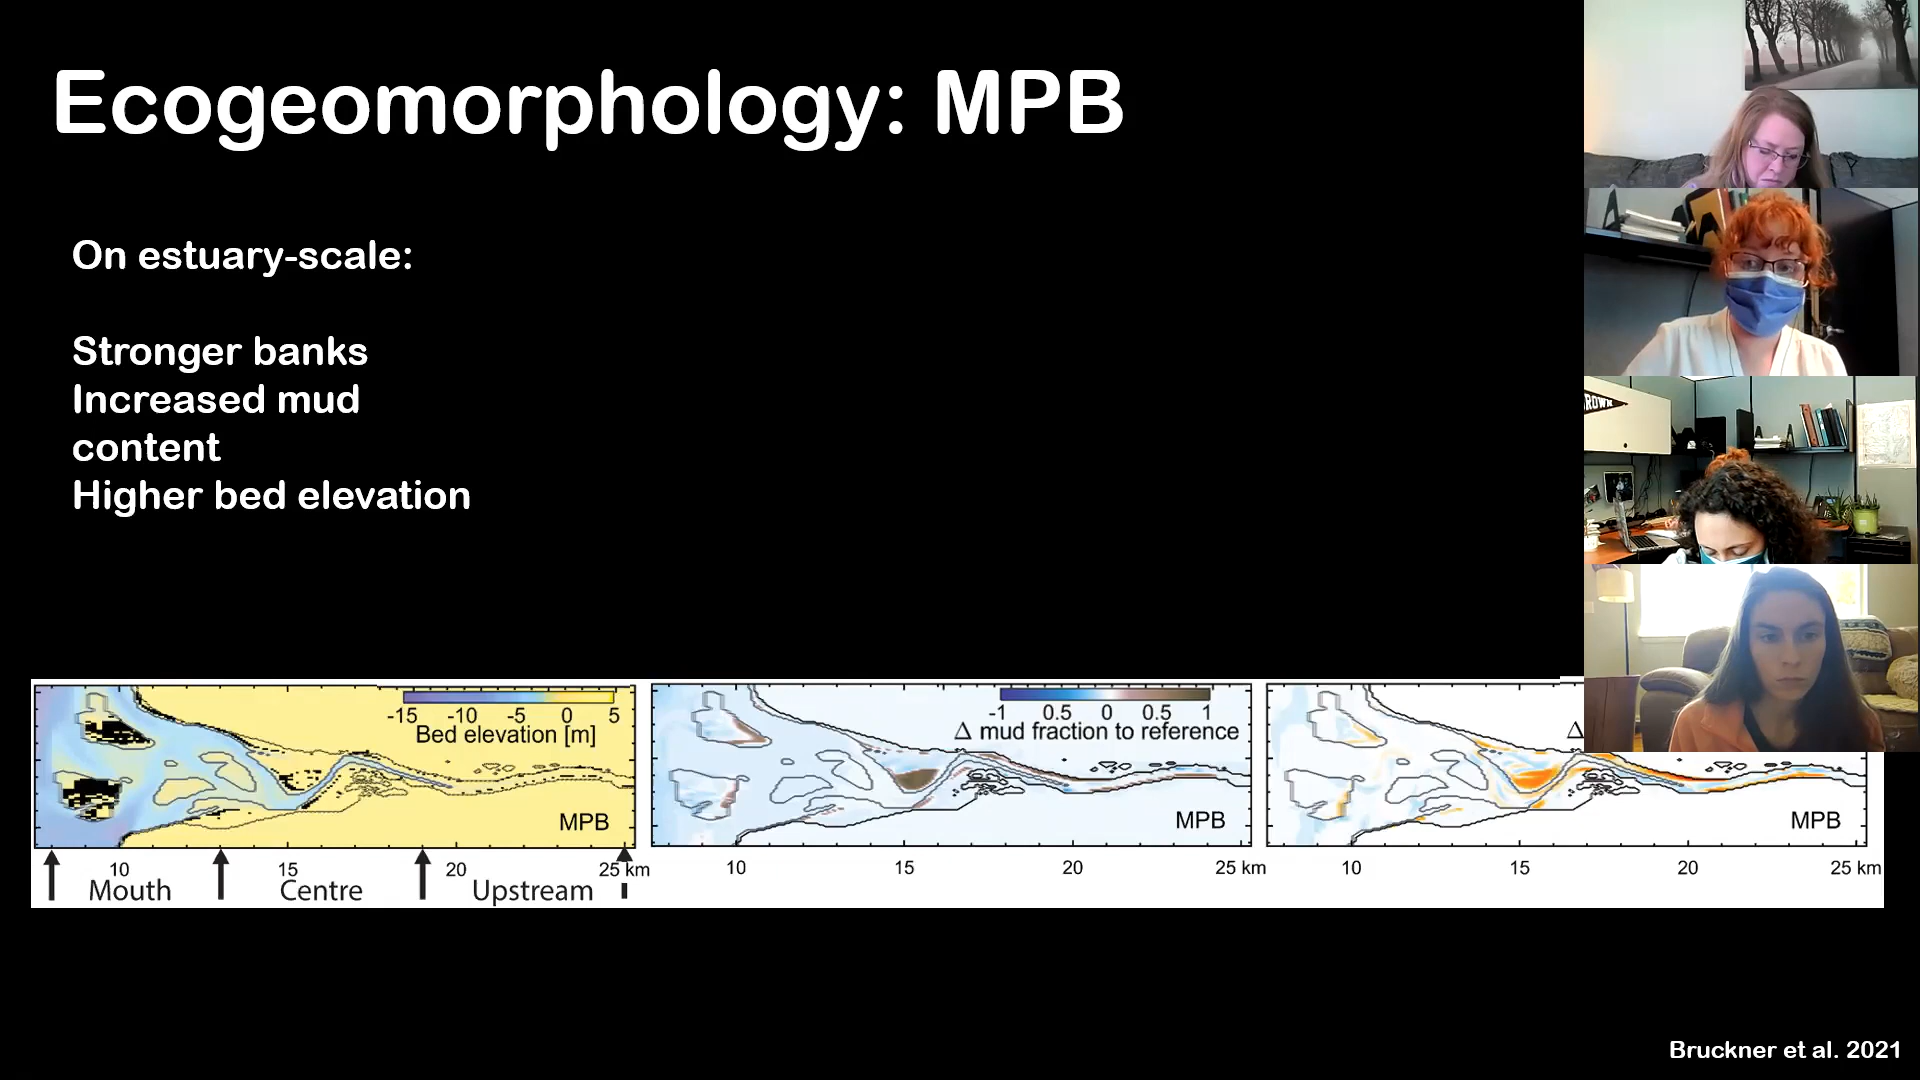 Ecogeomorphology: MPB
On estuary-scale:
Stronger banks
Increased mud
content
Higher bed elevation
-15 -10 -5 0 5
Bed elevation [m]
MPB
10 15 20 25 km
Mouth Centre Upstream
-1 0.5 0 0.5 1
Δ mud fraction to reference
MPB
10 15 20 25 km
Δ
MPB
10 15 20 25 km
Bruckner et al. 2021